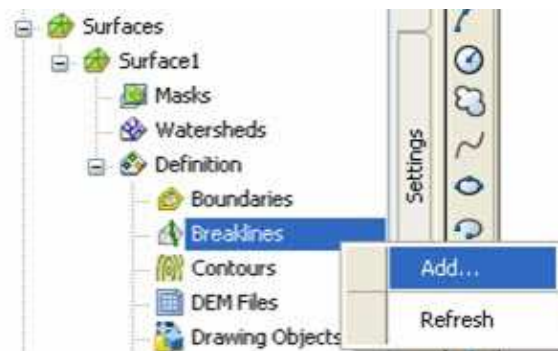 Surfaces
Surface1
Masks
Watersheds
Definition
Boundaries
Breaklines
Contours
DEM Files
Drawing Objects
Settings
Add...
Refresh